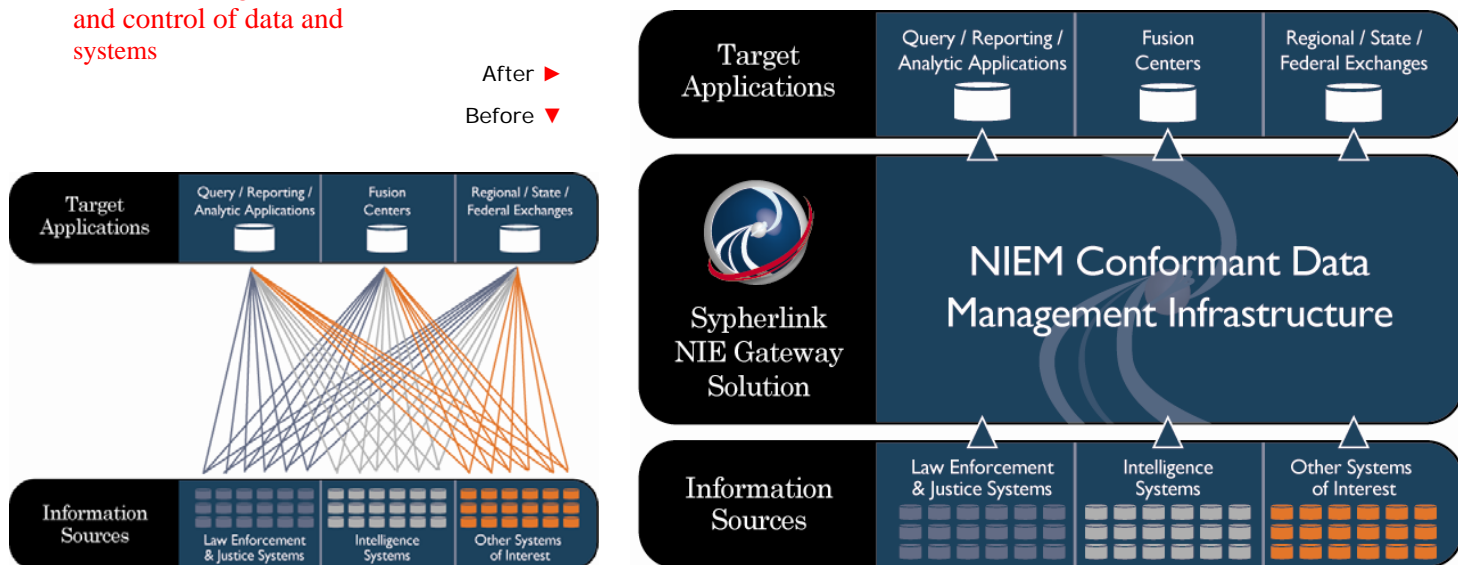 and control of data and
systems
After ►
Before ▼
Target
Applications
Query / Reporting /
Analytic Applications
Fusion
Centers
Regional / State /
Federal Exchanges
Information
Sources
Law Enforcement
& Justice Systems
Intelligence
Systems
Other Systems
of Interest
Target
Applications
Query / Reporting /
Analytic Applications
Fusion
Centers
Regional / State /
Federal Exchanges
Sypherlink
NIE Gateway
Solution
NIEM Conformant Data
Management Infrastructure
Information
Sources
Law Enforcement
& Justice Systems
Intelligence
Systems
Other Systems
of Interest